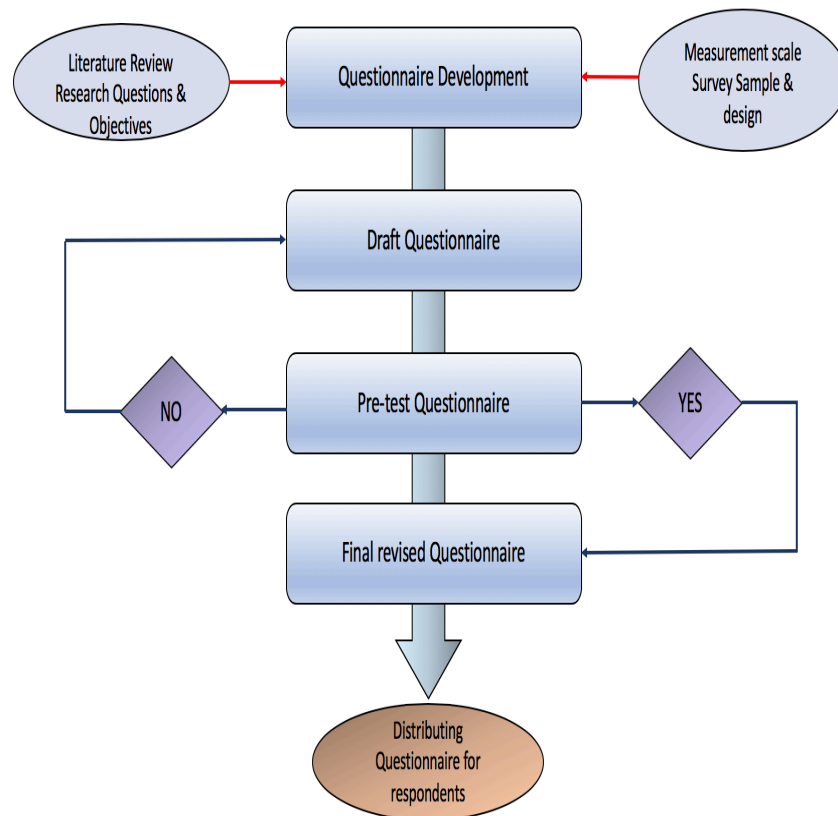 Literature Review
Research Questions &
Objectives
Questionnaire Development
Measurement scale
Survey Sample &
design
Draft Questionnaire
NO
Pre-test Questionnaire
YES
Final revised Questionnaire
Distributing
Questionnaire for
respondents